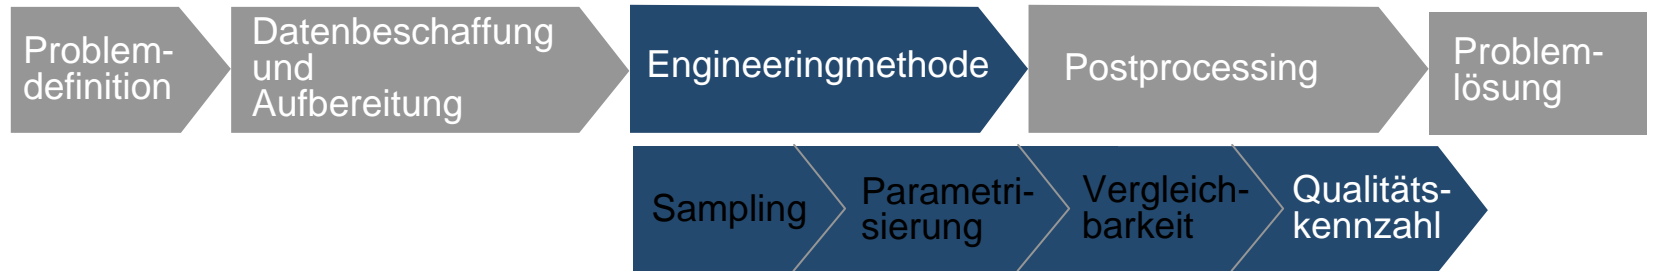 Problem-
definition
Datenbeschaffung
und
Aufbereitung
Engineeringmethode
Postprocessing
Problem-
lösung
Sampling
Parametri-
sierung
Vergleich-
barkeit
Qualitäts-
kennzahl